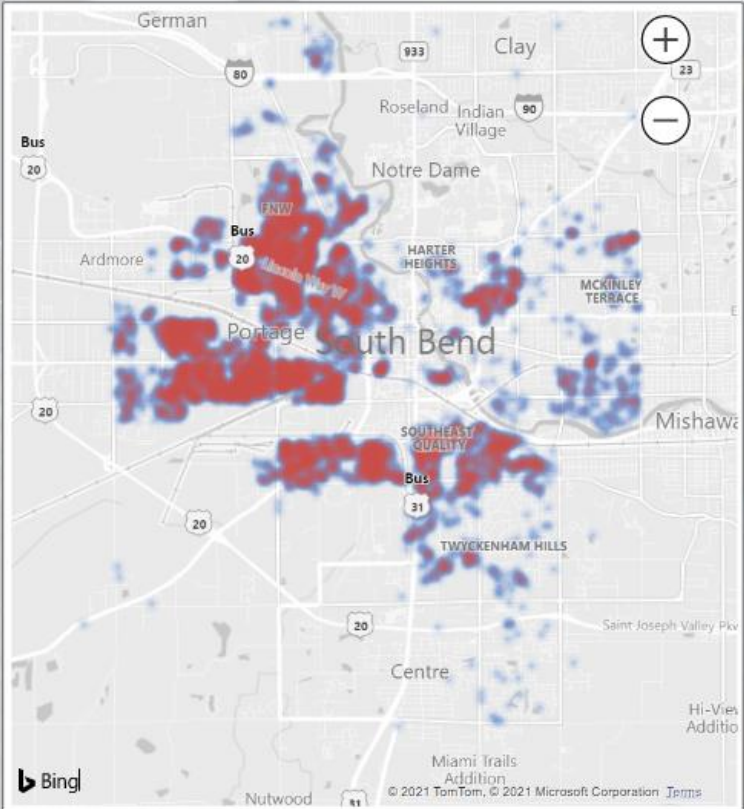 German
933
Clay
+
80
23
Roseland
Indian
Village
90
−
Bus
20
Notre Dame
Bus
20
Ardmore
HARTER
HEIGHTS
Lincoln Way W
MCKINLEY
TERRACE
Portage
South Bend
20
Mishawa
SOUTHEAST
QUALITY
Bus
31
20
TWYCKENHAM HILLS
20
Saint Joseph Valley Pkw
Centre
Hi-View
Additio
Miami Trails
Addition
Bing
© 2021 TomTom, © 2021 Microsoft Corporation Terms
Nutwood
31